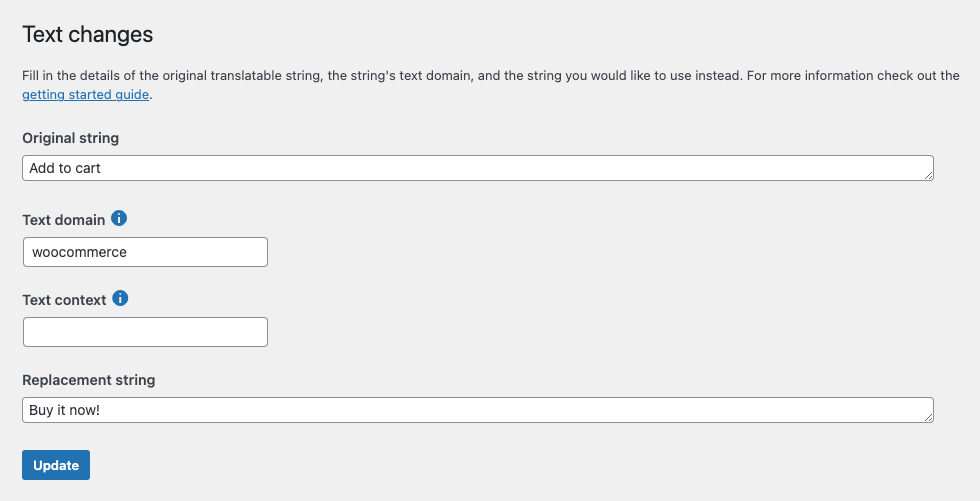 Text changes
Fill in the details of the original translatable string, the string's text domain, and the string you would like to use instead. For more information check out the
getting started guide.
Original string
Add to cart
Text domain
woocommerce
Text context
Replacement string
Buy it now!
Update